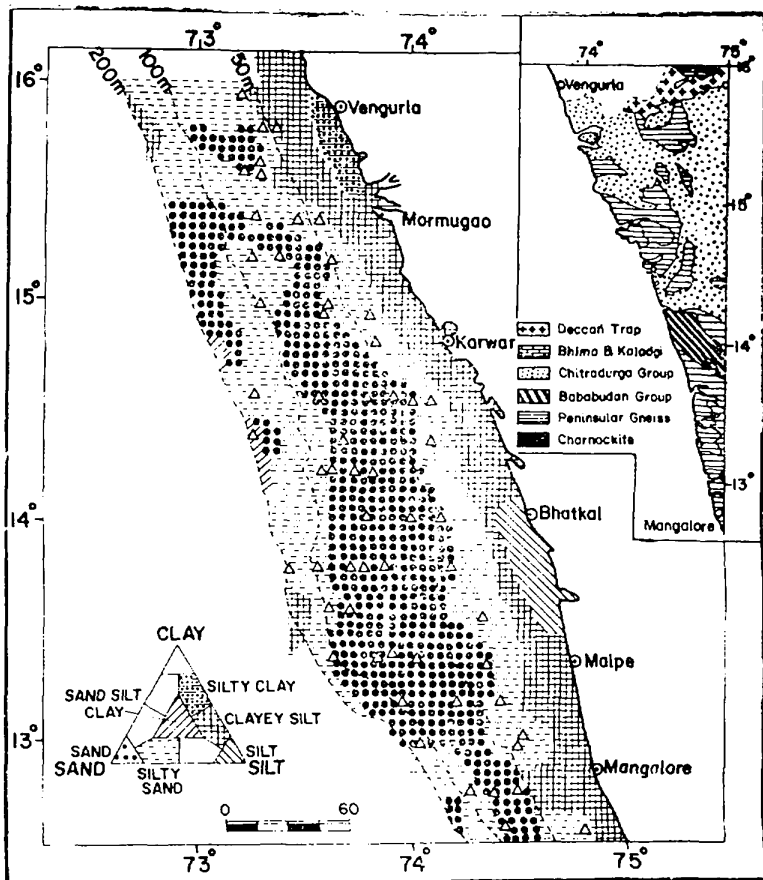 73° 74°
74° 75°
16°
200m 100m 50m
Vengurla
Mormugao
15°
Karwar
14°
Bhatkal
Malpe
13°
Mangalore
Vengurla
16°
15°
14°
13°
Mangalore
Deccan Trap
Bhima & Kaladgi
Chitradurga Group
Bababudan Group
Peninsular Gneiss
Charnockite
CLAY
SAND SILT
CLAY
SILTY CLAY
CLAYEY SILT
SAND
SAND
SILTY
SAND
SILT
SILT
0 60
73° 74° 75°